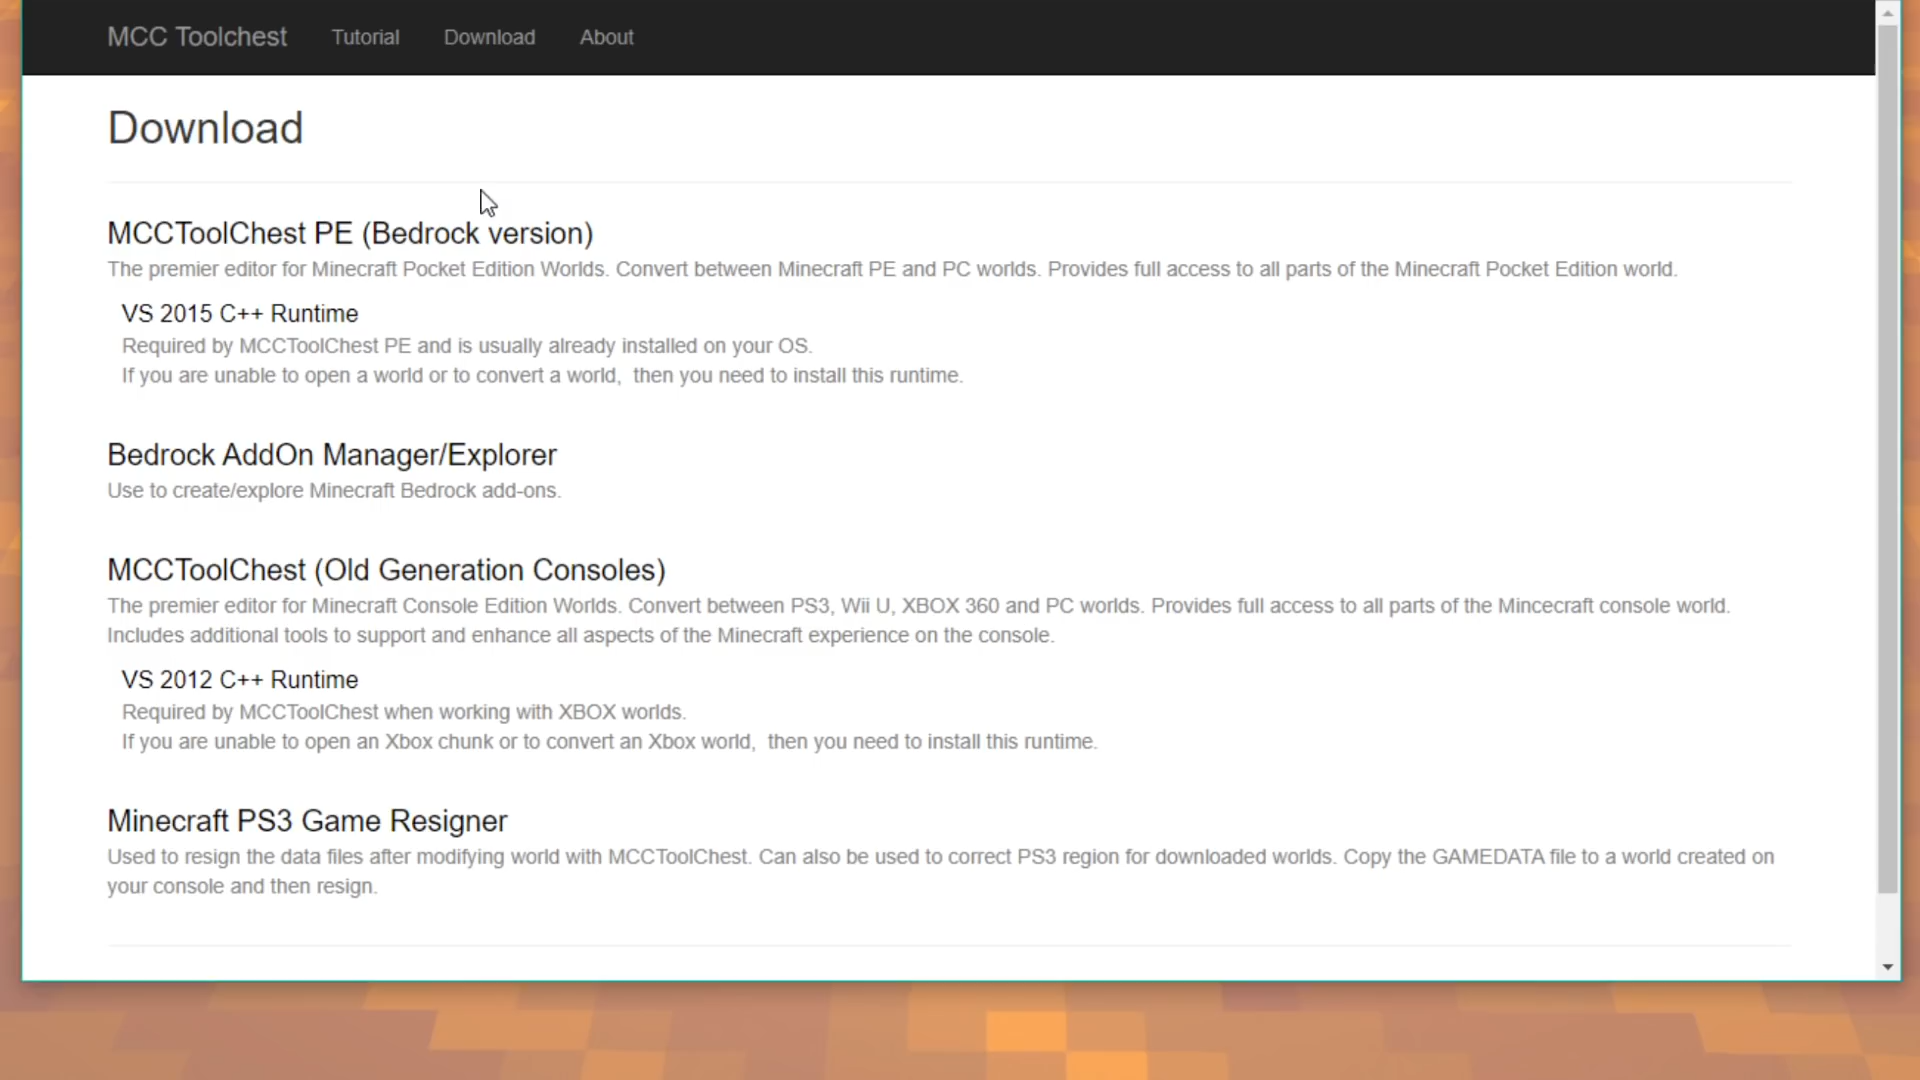 MCC Toolchest Tutorial Download About
Download
MCCToolChest PE (Bedrock version)
The premier editor for Minecraft Pocket Edition Worlds. Convert between Minecraft PE and PC worlds. Provides full access to all parts of the Minecraft Pocket Edition world.
VS 2015 C++ Runtime
Required by MCCToolChest PE and is usually already installed on your OS.
If you are unable to open a world or to convert a world, then you need to install this runtime.
Bedrock AddOn Manager/Explorer
Use to create/explore Minecraft Bedrock add-ons.
MCCToolChest (Old Generation Consoles)
The premier editor for Minecraft Console Edition Worlds. Convert between PS3, Wii U, XBOX 360 and PC worlds. Provides full access to all parts of the Mincecraft console world.
Includes additional tools to support and enhance all aspects of the Minecraft experience on the console.
VS 2012 C++ Runtime
Required by MCCToolChest when working with XBOX worlds.
If you are unable to open an Xbox chunk or to convert an Xbox world, then you need to install this runtime.
Minecraft PS3 Game Resigner
Used to resign the data files after modifying world with MCCToolChest. Can also be used to correct PS3 region for downloaded worlds. Copy the GAMEDATA file to a world created on
your console and then resign.